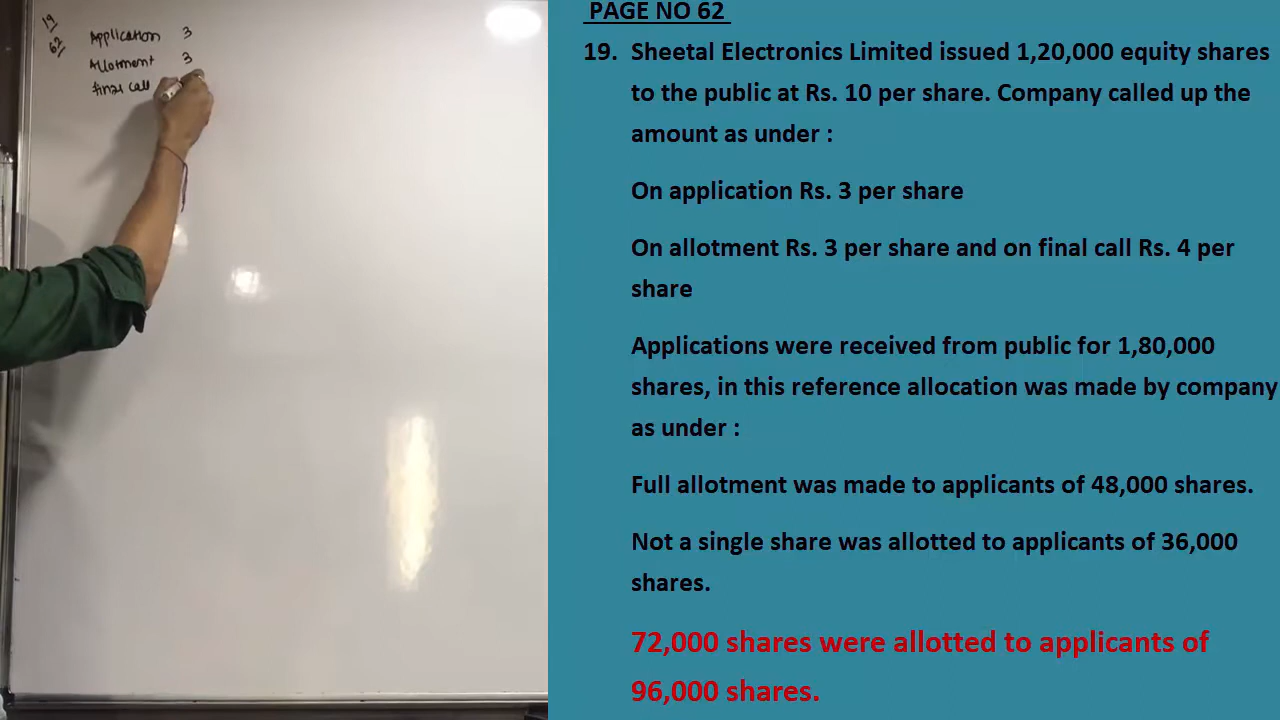 19
62
Application 3
Allotment 3
final call
PAGE NO 62
19. Sheetal Electronics Limited issued 1,20,000 equity shares
to the public at Rs. 10 per share. Company called up the
amount as under :
On application Rs. 3 per share
On allotment Rs. 3 per share and on final call Rs. 4 per
share
Applications were received from public for 1,80,000
shares, in this reference allocation was made by company
as under :
Full allotment was made to applicants of 48,000 shares.
Not a single share was allotted to applicants of 36,000
shares.
72,000 shares were allotted to applicants of
96,000 shares.